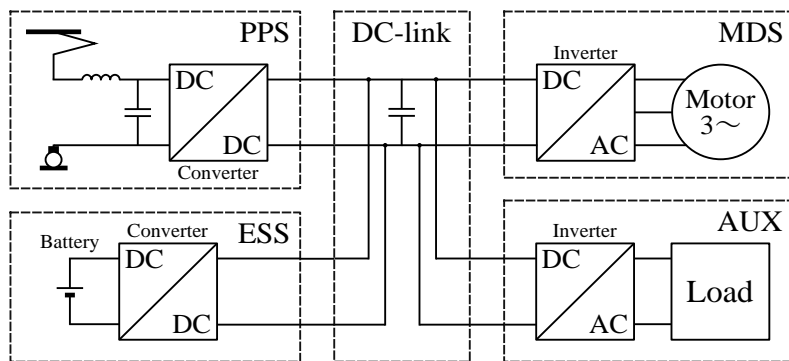 PPS
DC
DC
Converter
DC-link
MDS
Inverter
DC
AC
Motor
3～
ESS
Battery
Converter
DC
DC
AUX
Inverter
DC
AC
Load